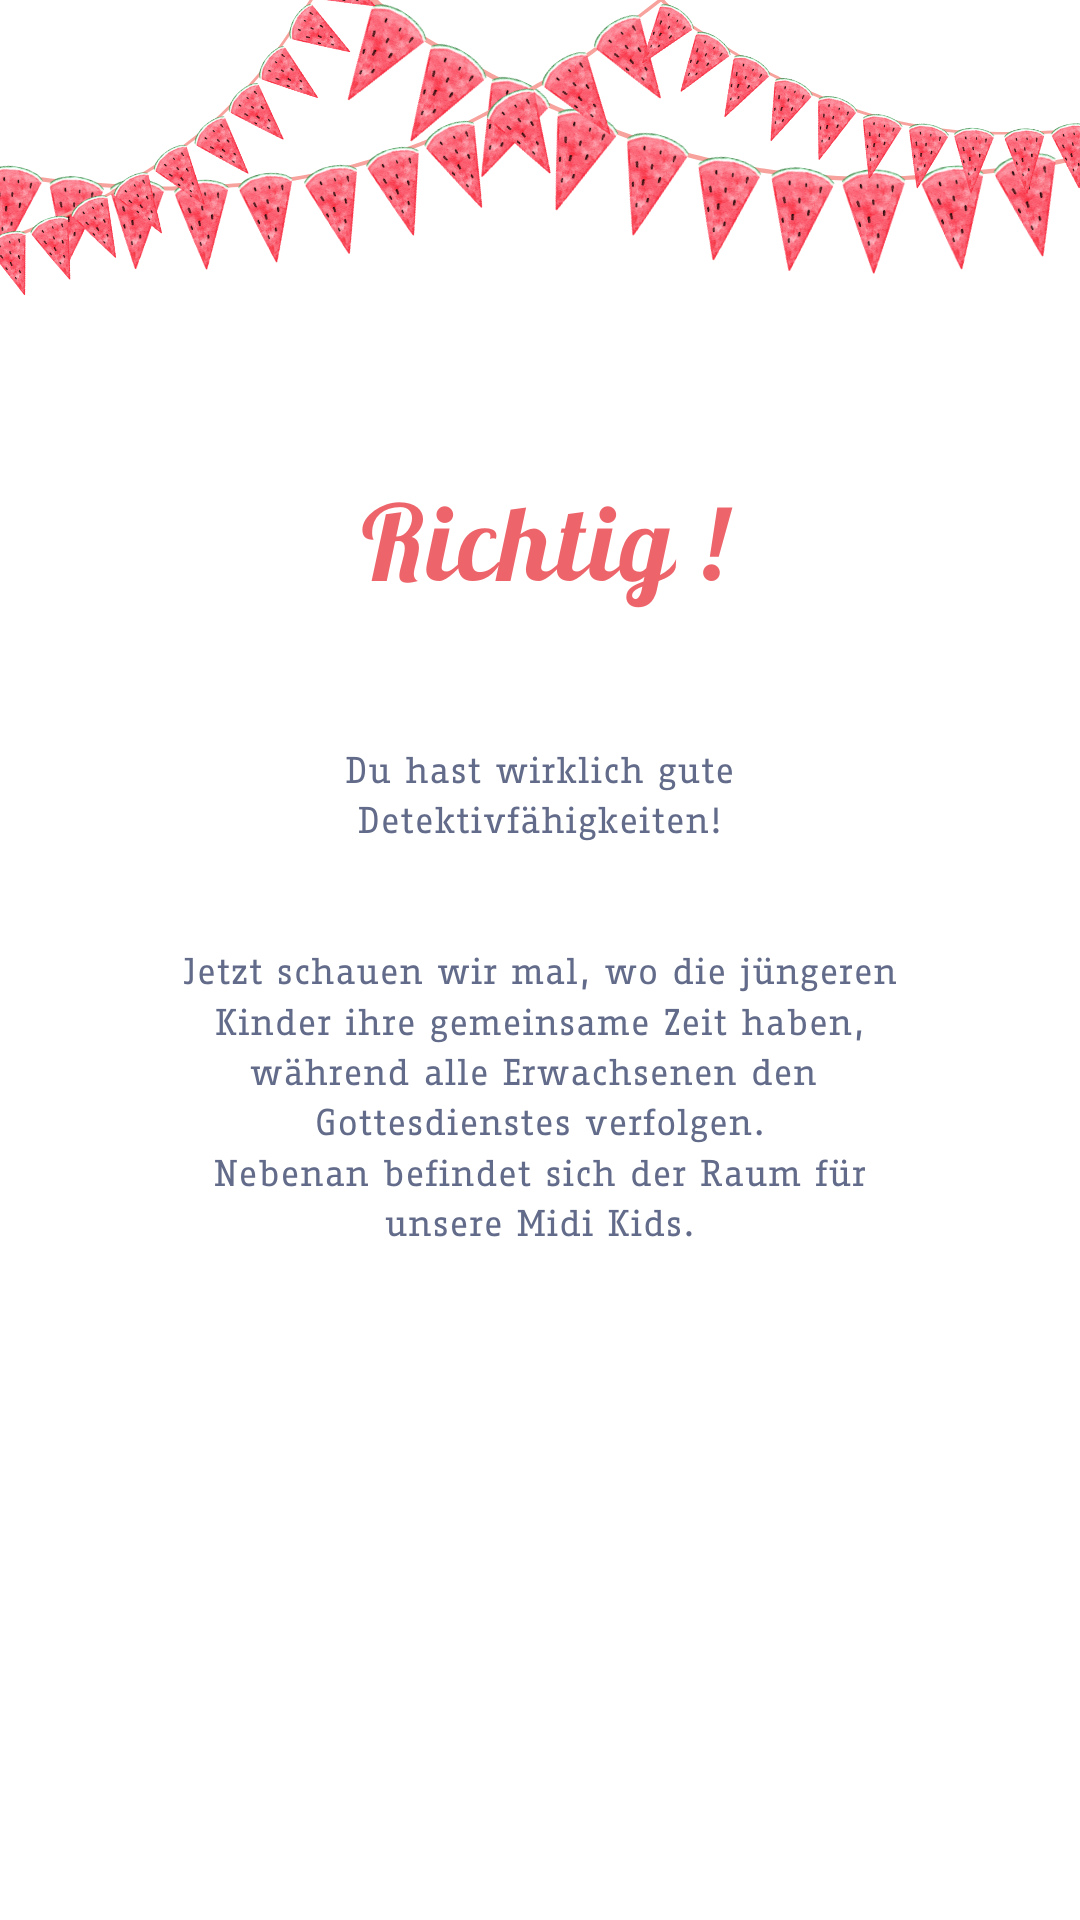 Richtig !
Du hast wirklich gute
Detektivfähigkeiten!
Jetzt schauen wir mal, wo die jüngeren
Kinder ihre gemeinsame Zeit haben,
während alle Erwachsenen den
Gottesdienstes verfolgen.
Nebenan befindet sich der Raum für
unsere Midi Kids.